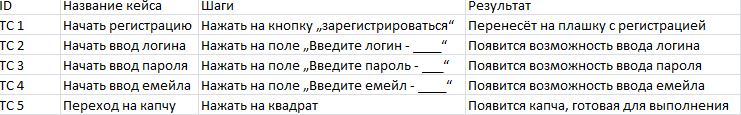 ID Название кейса Шаги Результат
TC 1 Начать регистрацию Нажать на кнопку „зарегистрироваться“ Перенесёт на плашку с регистрацией
TC 2 Начать ввод логина Нажать на поле „Введите логин - ____“ Появится возможность ввода логина
TC 3 Начать ввод пароля Нажать на поле „Введите пароль - ___“ Появится возможность ввода пароля
TC 4 Начать ввод емейла Нажать на поле „Введите емейл - ____“ Появится возможность ввода емейла
TC 5 Переход на капчу Нажать на квадрат Появится капча, готовая для выполнения